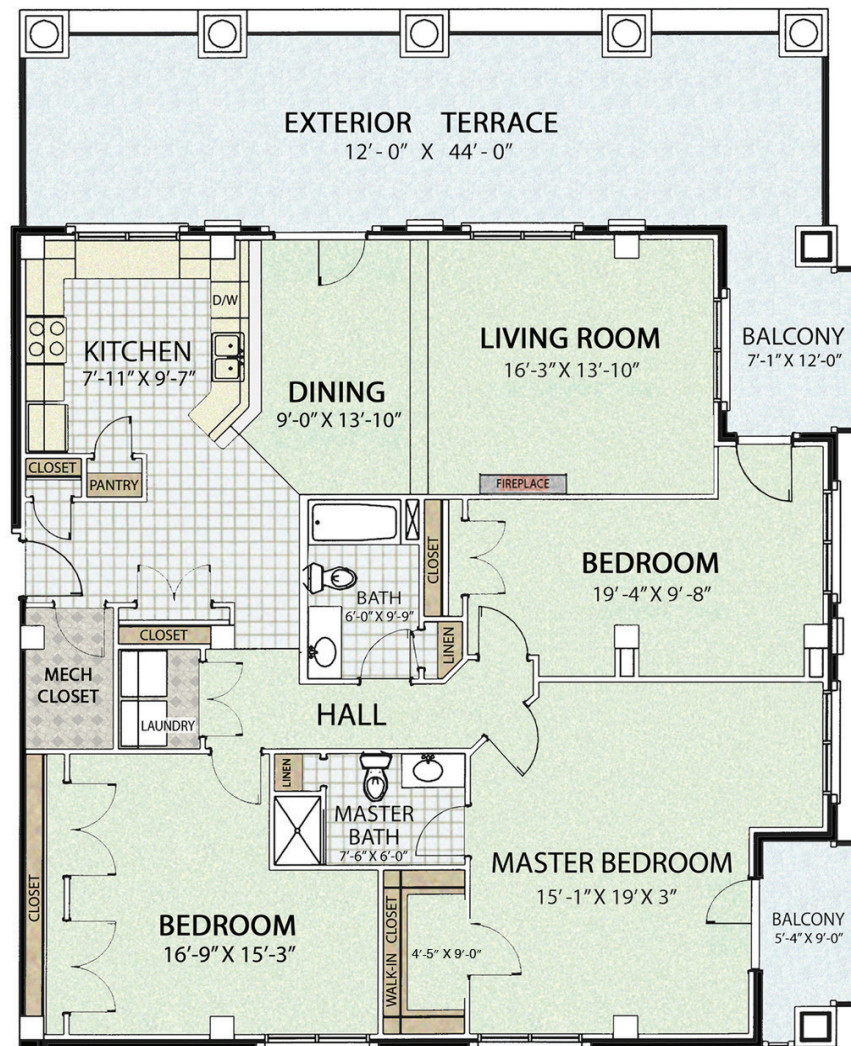 EXTERIOR TERRACE
12'-0" X 44'-0"
D/W
KITCHEN
7'-11" X 9'-7"
DINING
9'-0" X 13'-10"
LIVING ROOM
16'-3" X 13'-10"
BALCONY
7'-1" X 12'-0"
CLOSET
PANTRY
FIREPLACE
CLOSET
BEDROOM
19'-4" X 9'-8"
BATH
6'-0" X 9'-9"
LINEN
CLOSET
MECH
CLOSET
LAUNDRY
HALL
LINEN
MASTER
BATH
7'-6" X 6'-0"
MASTER BEDROOM
15'-1" X 19' X 3"
CLOSET
BEDROOM
16'-9" X 15'-3"
WALK-IN CLOSET
4'-5" X 9'-0"
BALCONY
5'-4" X 9'-0"